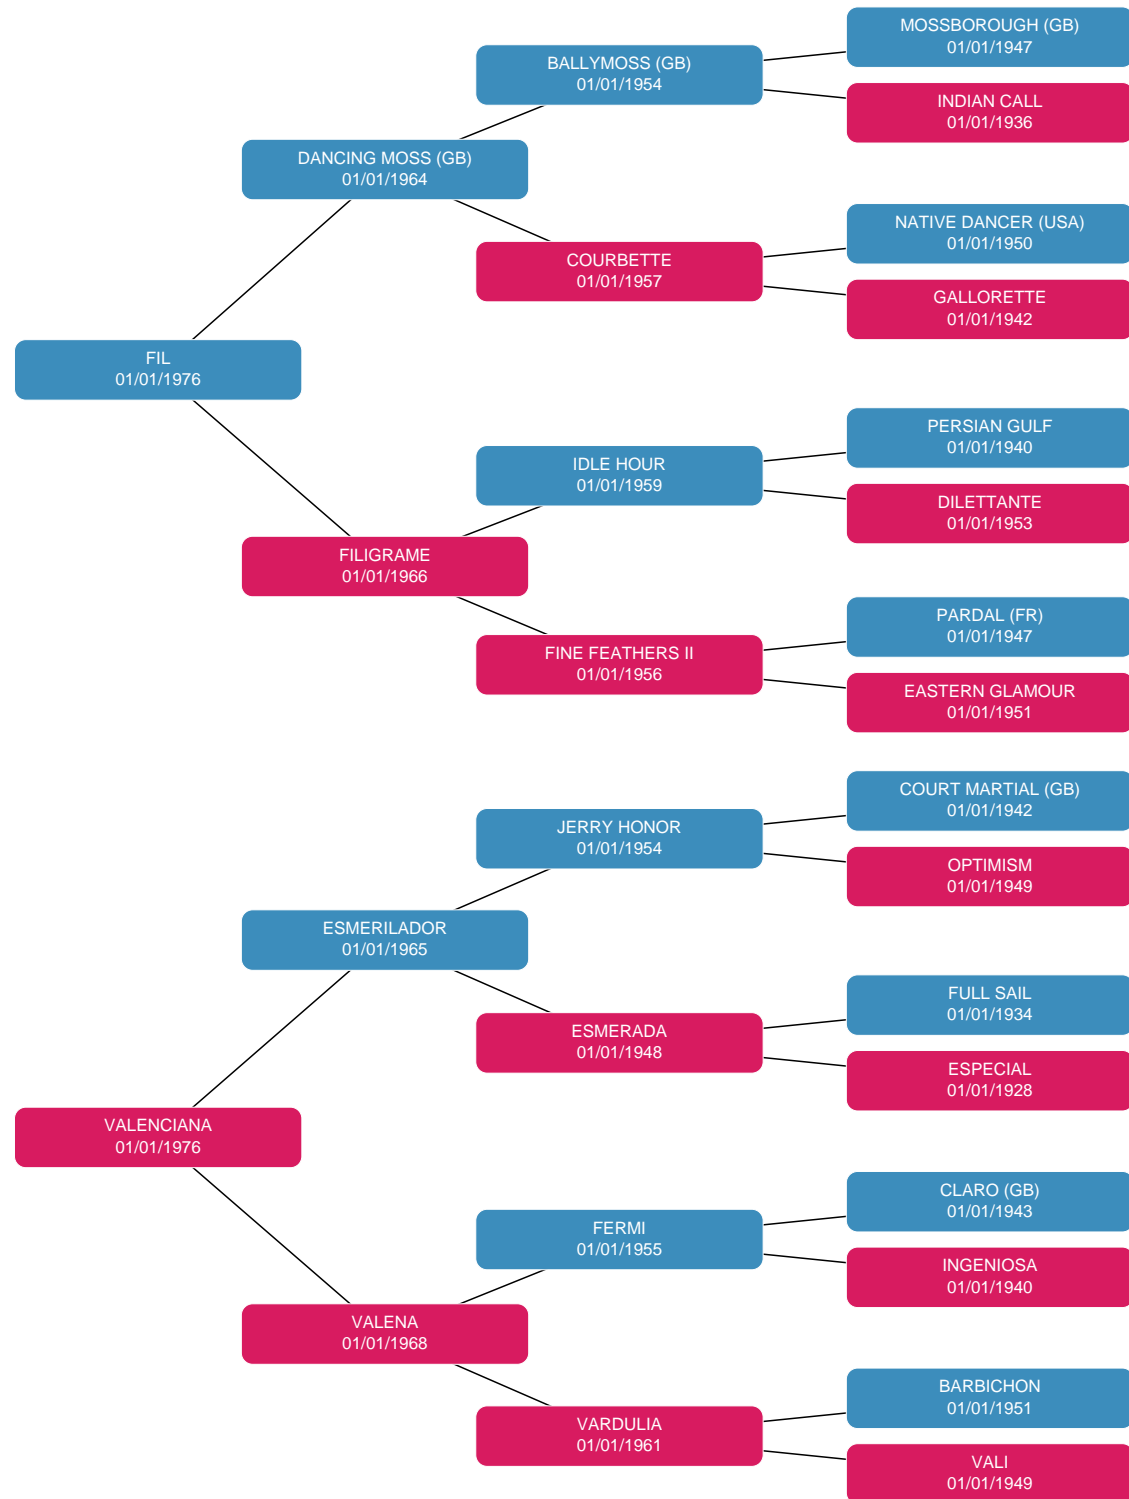 MOSSBOROUGH (GB)
01/01/1947
BALLYMOSS (GB)
01/01/1954
INDIAN CALL
01/01/1936
DANCING MOSS (GB)
01/01/1964
NATIVE DANCER (USA)
01/01/1950
COURBETTE
01/01/1957
GALLORETTE
01/01/1942
FIL
01/01/1976
PERSIAN GULF
01/01/1940
IDLE HOUR
01/01/1959
DILETTANTE
01/01/1953
FILIGRAME
01/01/1966
PARDAL (FR)
01/01/1947
FINE FEATHERS II
01/01/1956
EASTERN GLAMOUR
01/01/1951
COURT MARTIAL (GB)
01/01/1942
JERRY HONOR
01/01/1954
OPTIMISM
01/01/1949
ESMERILADOR
01/01/1965
FULL SAIL
01/01/1934
ESMERADA
01/01/1948
ESPECIAL
01/01/1928
VALENCIANA
01/01/1976
CLARO (GB)
01/01/1943
FERMI
01/01/1955
INGENIOSA
01/01/1940
VALENA
01/01/1968
BARBICHON
01/01/1951
VARDULIA
01/01/1961
VALI
01/01/1949